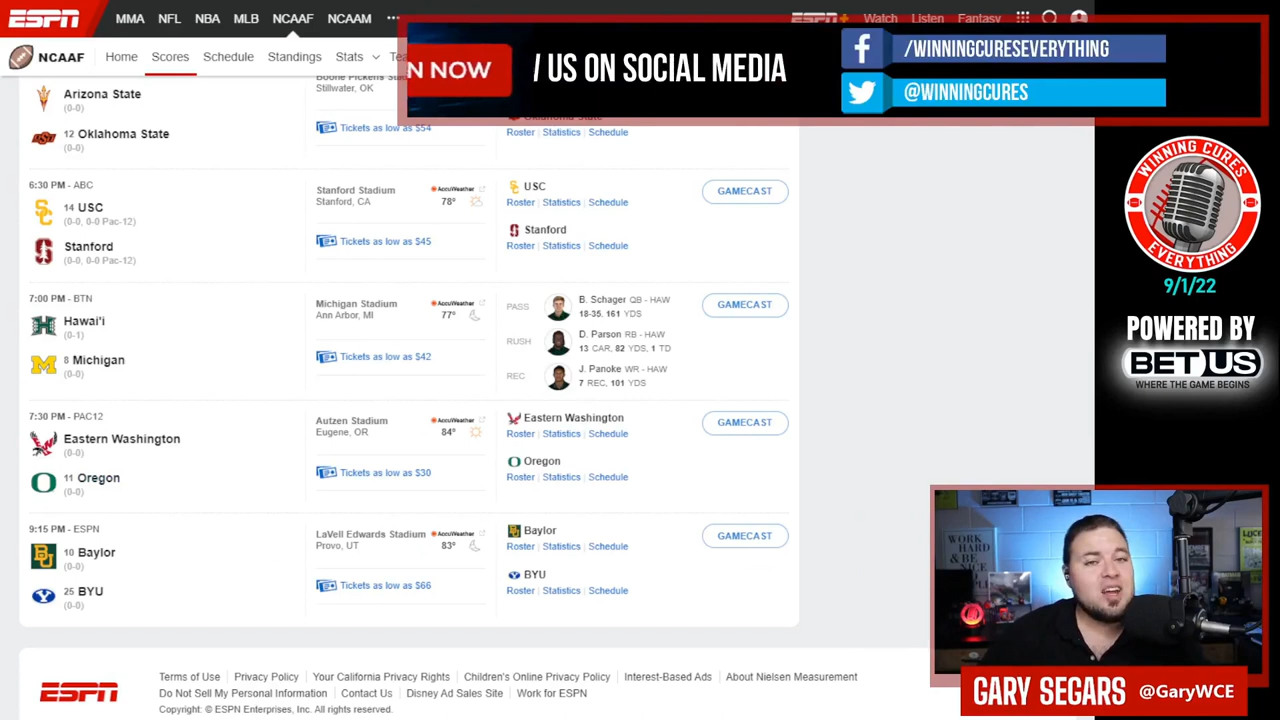 ESPN
MMA NFL NBA MLB NCAAF NCAAM •••
ESPN+ Watch Listen Fantasy
NCAAF Home Scores Schedule Standings Stats
N NOW
/ US ON SOCIAL MEDIA
/WINNINGCURESEVERYTHING
@WINNINGCURES
Arizona State
(0-0)
12 Oklahoma State
(0-0)
Boone Pickens
Stillwater, OK
Tickets as low as $54
Oklahoma State
Roster | Statistics | Schedule
6:30 PM - ABC
14 USC
(0-0, 0-0 Pac-12)
Stanford
(0-0, 0-0 Pac-12)
Stanford Stadium
Stanford, CA
AccuWeather
78°
Tickets as low as $45
USC
Roster | Statistics | Schedule
Stanford
Roster | Statistics | Schedule
GAMECAST
7:00 PM - BTN
Hawai'i
(0-1)
8 Michigan
(0-0)
Michigan Stadium
Ann Arbor, MI
AccuWeather
77°
Tickets as low as $42
PASS
B. Schager QB - HAW
18-35, 161 YDS
RUSH
D. Parson RB - HAW
13 CAR, 82 YDS, 1 TD
REC
J. Panoke WR - HAW
7 REC, 101 YDS
GAMECAST
7:30 PM - PAC12
Eastern Washington
(0-0)
11 Oregon
(0-0)
Autzen Stadium
Eugene, OR
AccuWeather
84°
Tickets as low as $30
Eastern Washington
Roster | Statistics | Schedule
Oregon
Roster | Statistics | Schedule
GAMECAST
9:15 PM - ESPN
10 Baylor
(0-0)
25 BYU
(0-0)
LaVell Edwards Stadium
Provo, UT
AccuWeather
83°
Tickets as low as $66
Baylor
Roster | Statistics | Schedule
BYU
Roster | Statistics | Schedule
GAMECAST
ESPN
Terms of Use | Privacy Policy | Your California Privacy Rights | Children's Online Privacy Policy | Interest-Based Ads | About Nielsen Measurement
Do Not Sell My Personal Information | Contact Us | Disney Ad Sales Site | Work for ESPN
Copyright: © ESPN Enterprises, Inc. All rights reserved.
WINNING CURES
EVERYTHING
9/1/22
POWERED BY
BETUS
WHERE THE GAME BEGINS
WORK
HARD
& BE
NICE
GARY SEGARS @GaryWCE